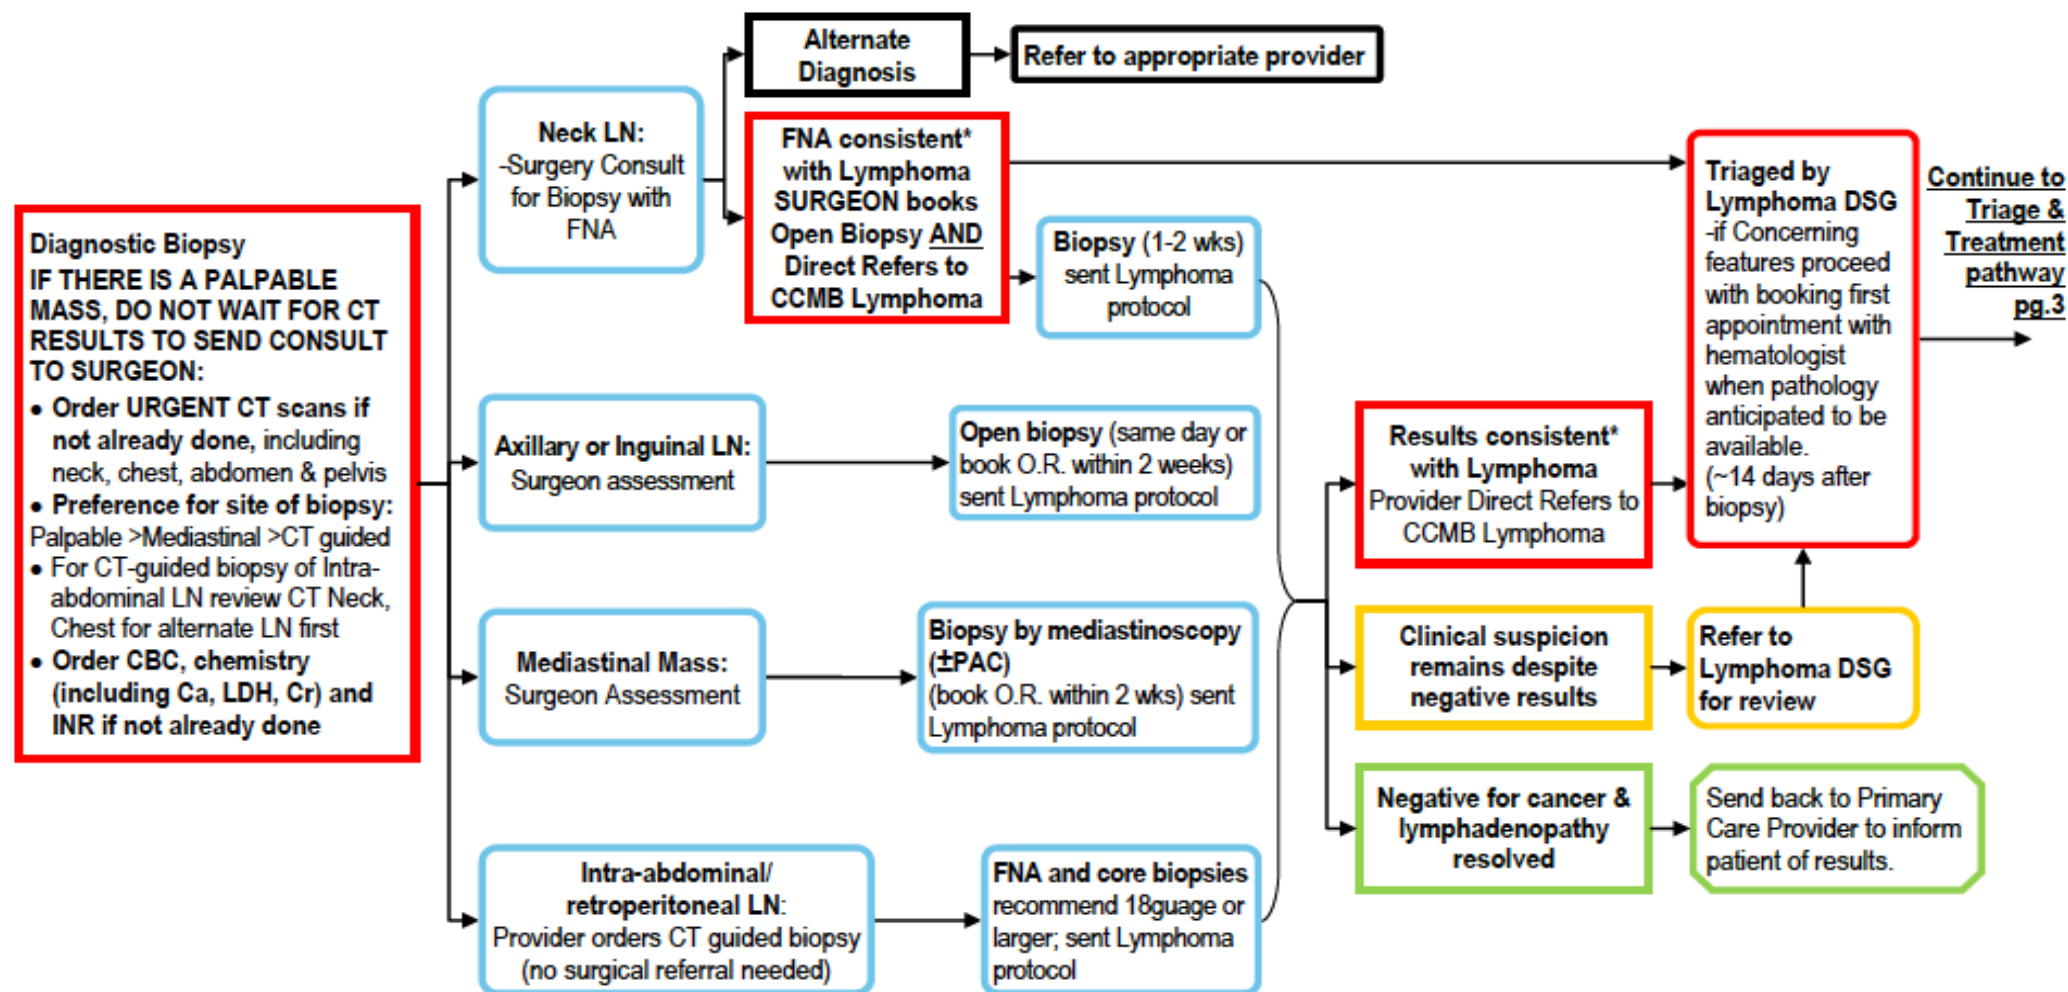 Diagnostic Biopsy
IF THERE IS A PALPABLE
MASS, DO NOT WAIT FOR CT
RESULTS TO SEND CONSULT
TO SURGEON:
• Order URGENT CT scans if
not already done, including
neck, chest, abdomen & pelvis
• Preference for site of biopsy:
Palpable >Mediastinal >CT guided
• For CT-guided biopsy of Intra-
abdominal LN review CT Neck,
Chest for alternate LN first
• Order CBC, chemistry
(including Ca, LDH, Cr) and
INR if not already done
Neck LN:
-Surgery Consult
for Biopsy with
FNA
Alternate
Diagnosis
Refer to appropriate provider
FNA consistent*
with Lymphoma
SURGEON books
Open Biopsy AND
Direct Refers to
CCMB Lymphoma
Biopsy (1-2 wks)
sent Lymphoma
protocol
Axillary or Inguinal LN:
Surgeon assessment
Open biopsy (same day or
book O.R. within 2 weeks)
sent Lymphoma protocol
Mediastinal Mass:
Surgeon Assessment
Biopsy by mediastinoscopy
(±PAC)
(book O.R. within 2 wks) sent
Lymphoma protocol
Intra-abdominal/
retroperitoneal LN:
Provider orders CT guided biopsy
(no surgical referral needed)
FNA and core biopsies
recommend 18guage or
larger; sent Lymphoma
protocol
Results consistent*
with Lymphoma
Provider Direct Refers to
CCMB Lymphoma
Clinical suspicion
remains despite
negative results
Refer to
Lymphoma DSG
for review
Negative for cancer &
lymphadenopathy
resolved
Send back to Primary
Care Provider to inform
patient of results.
Triaged by
Lymphoma DSG
-if Concerning
features proceed
with booking first
appointment with
hematologist
when pathology
anticipated to be
available.
(~14 days after
biopsy)
Continue to
Triage &
Treatment
pathway
pg.3